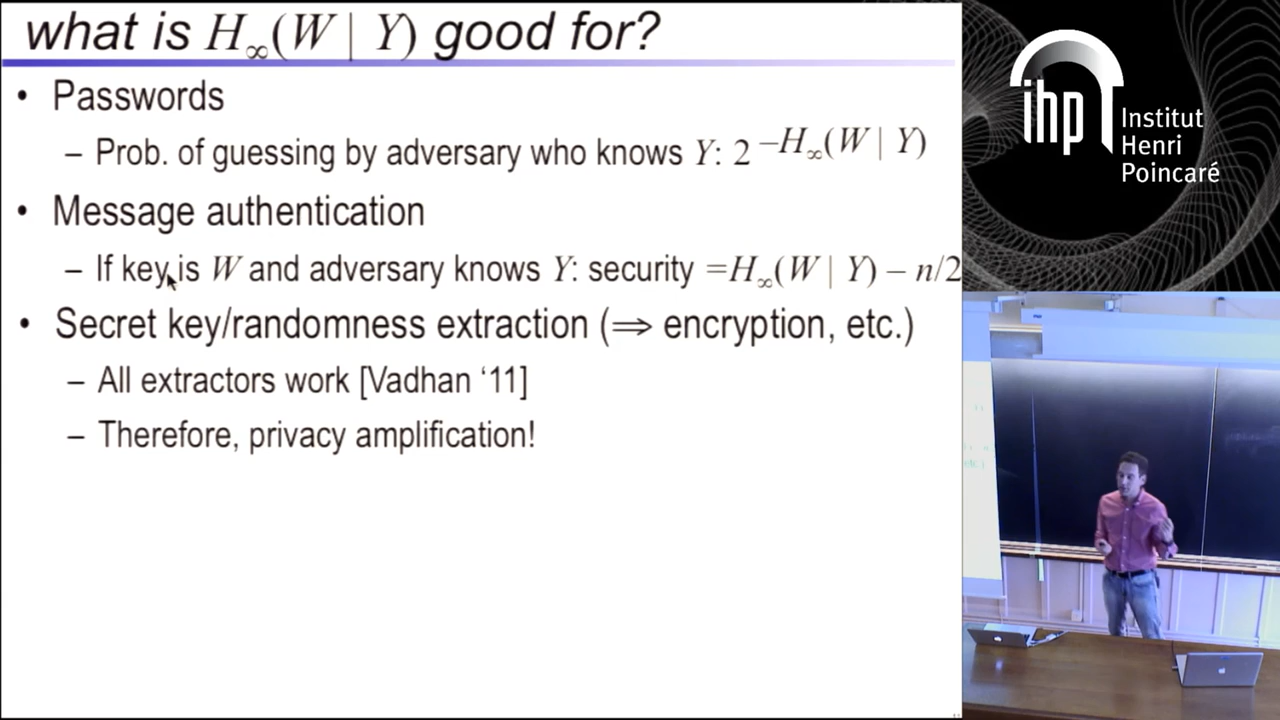 what is H∞(W | Y) good for?
• Passwords
– Prob. of guessing by adversary who knows Y: 2^−H∞(W | Y)
• Message authentication
– If key is W and adversary knows Y: security =H∞(W | Y) − n/2
• Secret key/randomness extraction (⇒ encryption, etc.)
– All extractors work [Vadhan ‘11]
– Therefore, privacy amplification!
ihp
Institut
Henri
Poincaré